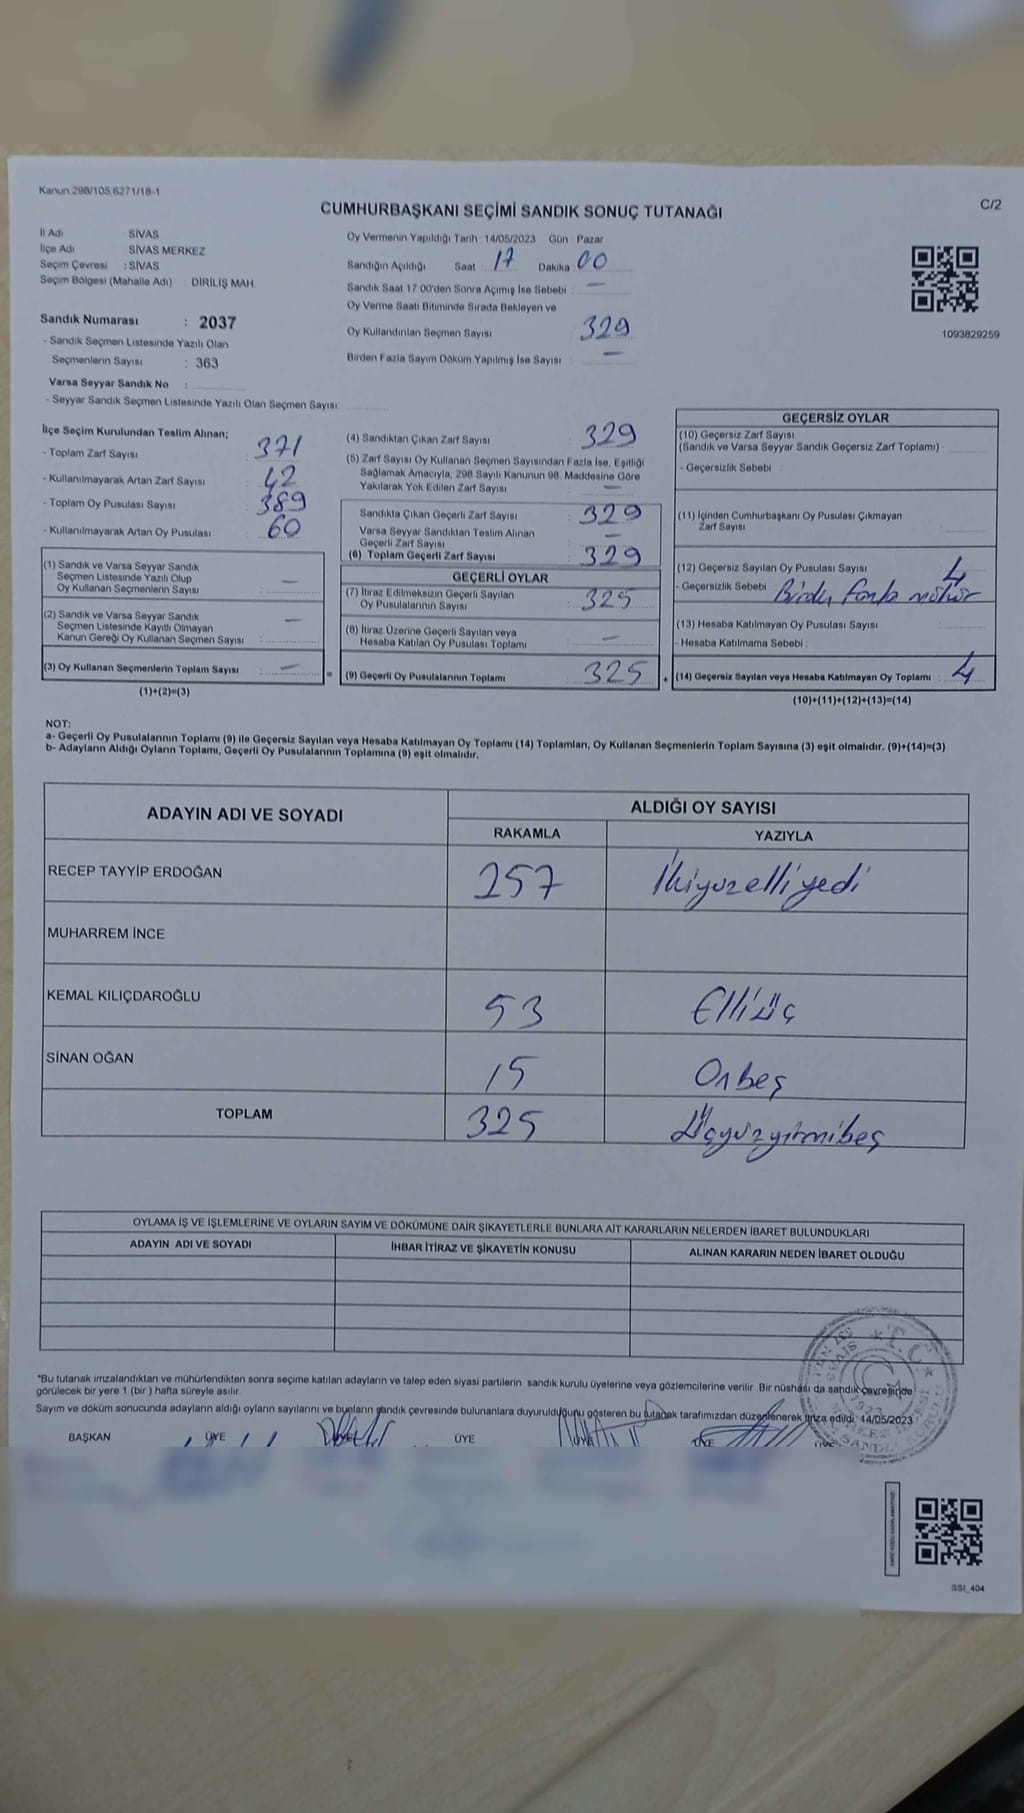 Kanun.298/105,6271/18-1
CUMHURBAŞKANI SEÇİMİ SANDIK SONUÇ TUTANAĞI
C/2
İl Adı SİVAS
İlçe Adı SİVAS MERKEZ
Seçim Çevresi : SİVAS
Seçim Bölgesi (Mahalle Adı) : DİRİLİŞ MAH.
Sandık Numarası : 2037
- Sandık Seçmen Listesinde Yazılı Olan
Seçmenlerin Sayısı : 363
Varsa Seyyar Sandık No :
- Seyyar Sandık Seçmen Listesinde Yazılı Olan Seçmen Sayısı:
Oy Vermenin Yapıldığı Tarih : 14/05/2023 Gün : Pazar
Sandığın Açıldığı Saat : 17 Dakika : 00
Sandık Saat 17:00'den Sonra Açımış İse Sebebi : —
Oy Verme Saati Bitiminde Sırada Bekleyen ve
Oy Kullandırılan Seçmen Sayısı : 329
Birden Fazla Sayım Döküm Yapılmış İse Sayısı : —
1093829259
İlçe Seçim Kurulundan Teslim Alınan;
- Toplam Zarf Sayısı : 371
- Kullanılmayarak Artan Zarf Sayısı : 42
- Toplam Oy Pusulası Sayısı : 389
- Kullanılmayarak Artan Oy Pusulası : 60
(1) Sandık ve Varsa Seyyar Sandık
Seçmen Listesinde Yazılı Olup
Oy Kullanan Seçmenlerin Sayısı : —
(2) Sandık ve Varsa Seyyar Sandık
Seçmen Listesinde Kayıtlı Olmayan
Kanun Gereği Oy Kullanan Seçmen Sayısı : —
(3) Oy Kullanan Seçmenlerin Toplam Sayısı : —
(1)+(2)=(3)
=
(4) Sandıktan Çıkan Zarf Sayısı : 329
(5) Zarf Sayısı Oy Kullanan Seçmen Sayısından Fazla İse, Eşitliği
Sağlamak Amacıyla, 298 Sayılı Kanunun 98. Maddesine Göre
Yakılarak Yok Edilen Zarf Sayısı : —
Sandıkta Çıkan Geçerli Zarf Sayısı : 329
Varsa Seyyar Sandıktan Teslim Alınan
Geçerli Zarf Sayısı : —
(6) Toplam Geçerli Zarf Sayısı : 329
GEÇERLİ OYLAR
(7) İtiraz Edilmeksizin Geçerli Sayılan
Oy Pusulalarının Sayısı : 325
(8) İtiraz Üzerine Geçerli Sayılan veya
Hesaba Katılan Oy Pusulası Toplamı : —
(9) Geçerli Oy Pusulalarının Toplamı : 325
+
GEÇERSİZ OYLAR
(10) Geçersiz Zarf Sayısı
(Sandık ve Varsa Seyyar Sandık Geçersiz Zarf Toplamı) :
- Geçersizlik Sebebi :
(11) İçinden Cumhurbaşkanı Oy Pusulası Çıkmayan
Zarf Sayısı :
(12) Geçersiz Sayılan Oy Pusulası Sayısı : 4
- Geçersizlik Sebebi : Birden fazla mühür
(13) Hesaba Katılmayan Oy Pusulası Sayısı :
- Hesaba Katılmama Sebebi :
(14) Geçersiz Sayılan veya Hesaba Katılmayan Oy Toplamı : 4
(10)+(11)+(12)+(13)=(14)
NOT:
a- Geçerli Oy Pusulalarının Toplamı (9) ile Geçersiz Sayılan veya Hesaba Katılmayan Oy Toplamı (14) Toplamları, Oy Kullanan Seçmenlerin Toplam Sayısına (3) eşit olmalıdır. (9)+(14)=(3)
b- Adayların Aldığı Oyların Toplamı, Geçerli Oy Pusulalarının Toplamına (9) eşit olmalıdır.
ADAYIN ADI VE SOYADI
ALDIĞI OY SAYISI
RAKAMLA YAZIYLA
RECEP TAYYİP ERDOĞAN 257 İkiyüzelliyedi
MUHARREM İNCE
KEMAL KILIÇDAROĞLU 53 Elliüç
SİNAN OĞAN 15 Onbeş
TOPLAM 325 Üçyüzyirmibeş
OYLAMA İŞ VE İŞLEMLERİNE VE OYLARIN SAYIM VE DÖKÜMÜNE DAİR ŞİKAYETLERLE BUNLARA AİT KARARLARIN NELERDEN İBARET BULUNDUKLARI
ADAYIN ADI VE SOYADI İHBAR İTİRAZ VE ŞİKAYETİN KONUSU ALINAN KARARIN NEDEN İBARET OLDUĞU
*Bu tutanak imzalandıktan ve mühürlendikten sonra seçime katılan adayların ve talep eden siyasi partilerin sandık kurulu üyelerine veya gözlemcilerine verilir. Bir nüshası da sandık çevresinde
görülecek bir yere 1 (bir ) hafta süreyle asılır.
Sayım ve döküm sonucunda adayların aldığı oyların sayılarını ve bunların sandık çevresinde bulunanlara duyurulduğunu gösteren bu tutanak tarafımızdan düzenlenerek imza edildi. 14/05/2023
BAŞKAN ÜYE ÜYE ÜYE
T.C.
SSI_404